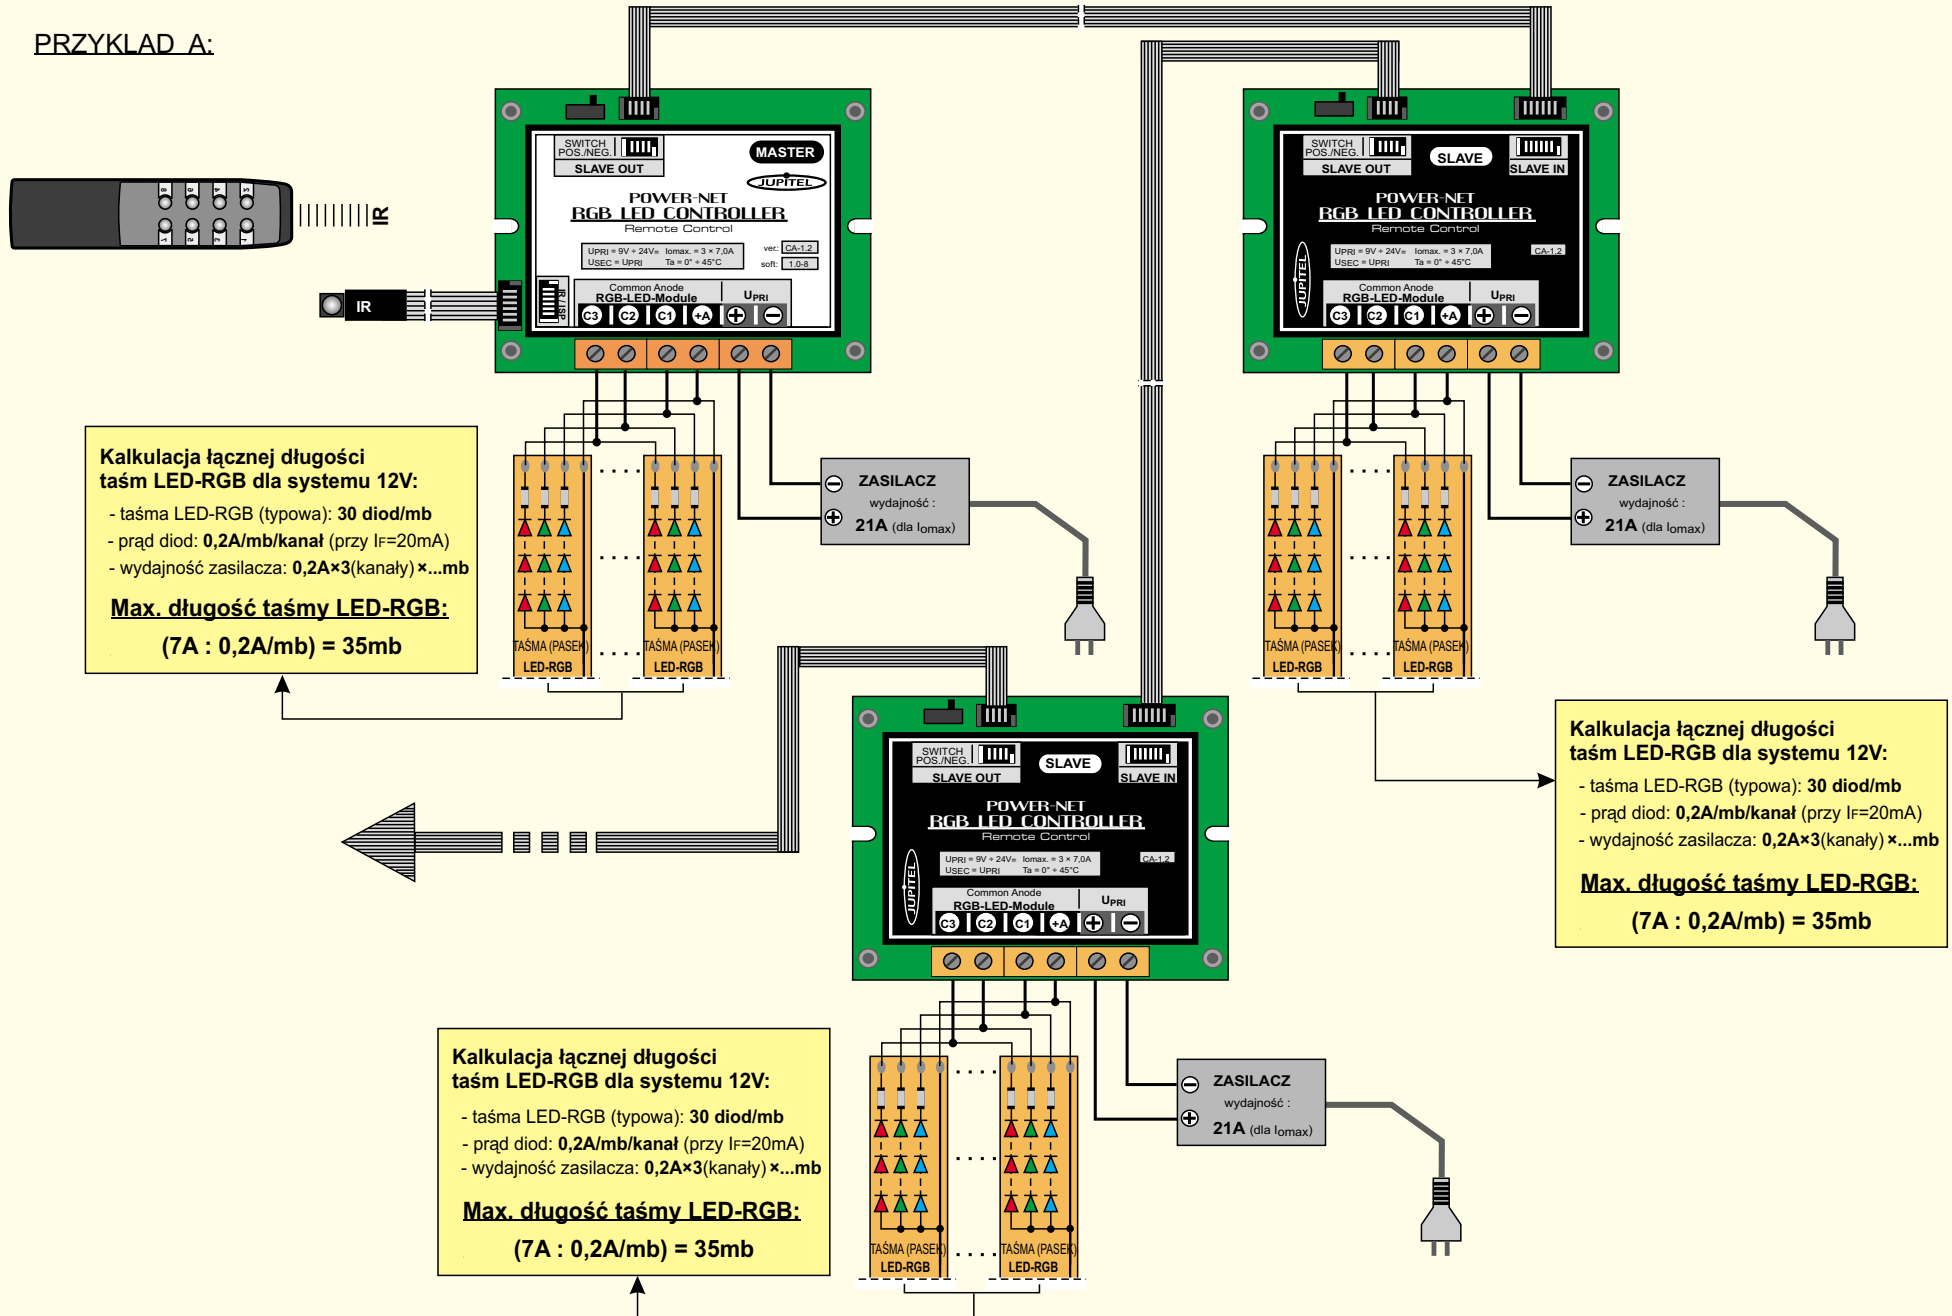 PRZYKLAD A:
SWITCH
POS./NEG.
SLAVE OUT
MASTER
JUPITEL
POWER-NET
RGB LED CONTROLLER
Remote Control
UPRI = 9V ÷ 24V= Iomax. = 3 × 7,0A
USEC = UPRI Ta = 0° ÷ 45°C
ver.: CA-1.2
soft: 1.0-8
IR / ISP
Common Anode
RGB-LED-Module
UPRI
C3 C2 C1 +A + −
8 6 4 2
7 5 3 1
IR
IR
SWITCH
POS./NEG.
SLAVE OUT
SLAVE
SLAVE IN
POWER-NET
RGB LED CONTROLLER
Remote Control
JUPITEL
UPRI = 9V ÷ 24V= Iomax. = 3 × 7,0A
USEC = UPRI Ta = 0° ÷ 45°C
CA-1.2
Common Anode
RGB-LED-Module
UPRI
C3 C2 C1 +A + −
Kalkulacja łącznej długości
taśm LED-RGB dla systemu 12V:
- taśma LED-RGB (typowa): 30 diod/mb
- prąd diod: 0,2A/mb/kanał (przy IF=20mA)
- wydajność zasilacza: 0,2A×3(kanały)×...mb
Max. długość taśmy LED-RGB:
(7A : 0,2A/mb) = 35mb
TAŚMA (PASEK)
LED-RGB
TAŚMA (PASEK)
LED-RGB
− ZASILACZ
wydajność :
+ 21A (dla Iomax)
TAŚMA (PASEK)
LED-RGB
TAŚMA (PASEK)
LED-RGB
− ZASILACZ
wydajność :
+ 21A (dla Iomax)
SWITCH
POS./NEG.
SLAVE OUT
SLAVE
SLAVE IN
POWER-NET
RGB LED CONTROLLER
Remote Control
JUPITEL
UPRI = 9V ÷ 24V= Iomax. = 3 × 7,0A
USEC = UPRI Ta = 0° ÷ 45°C
CA-1.2
Common Anode
RGB-LED-Module
UPRI
C3 C2 C1 +A + −
Kalkulacja łącznej długości
taśm LED-RGB dla systemu 12V:
- taśma LED-RGB (typowa): 30 diod/mb
- prąd diod: 0,2A/mb/kanał (przy IF=20mA)
- wydajność zasilacza: 0,2A×3(kanały)×...mb
Max. długość taśmy LED-RGB:
(7A : 0,2A/mb) = 35mb
Kalkulacja łącznej długości
taśm LED-RGB dla systemu 12V:
- taśma LED-RGB (typowa): 30 diod/mb
- prąd diod: 0,2A/mb/kanał (przy IF=20mA)
- wydajność zasilacza: 0,2A×3(kanały)×...mb
Max. długość taśmy LED-RGB:
(7A : 0,2A/mb) = 35mb
TAŚMA (PASEK)
LED-RGB
TAŚMA (PASEK)
LED-RGB
− ZASILACZ
wydajność :
+ 21A (dla Iomax)